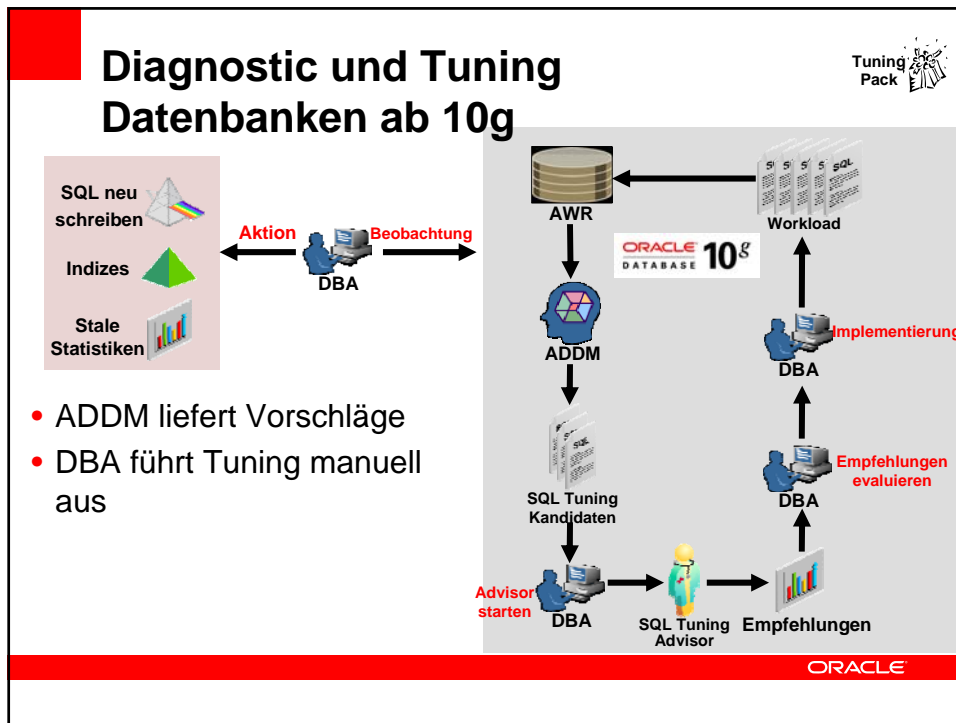 Diagnostic und Tuning
Datenbanken ab 10g
Tuning
Pack
SQL neu
schreiben
Indizes
Stale
Statistiken
Aktion
DBA
Beobachtung
AWR
SQL
Workload
ORACLE
DATABASE 10g
ADDM
SQL
SQL Tuning
Kandidaten
Advisor
starten
DBA
SQL Tuning
Advisor
Empfehlungen
Empfehlungen
evaluieren
DBA
Implementierung
DBA
• ADDM liefert Vorschläge
• DBA führt Tuning manuell
aus
ORACLE